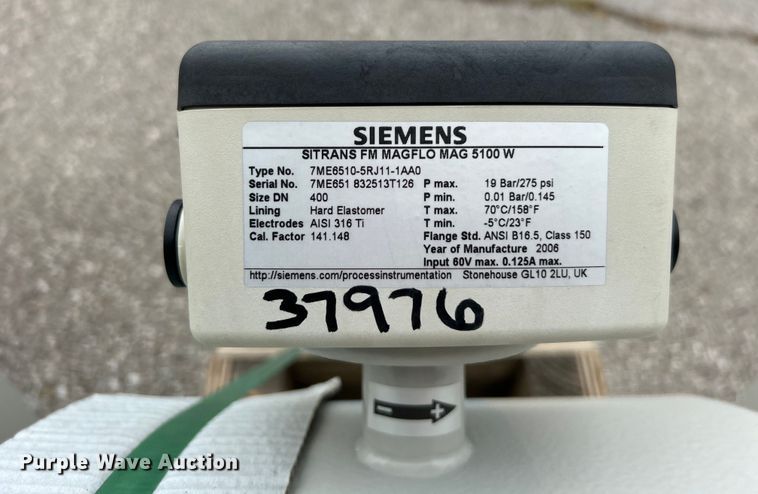 SIEMENS
SITRANS FM MAGFLO MAG 5100 W
Type No. 7ME6510-5RJ11-1AA0
Serial No. 7ME651 832513T126 P max. 19 Bar/275 psi
Size DN 400 P min. 0.01 Bar/0.145
Lining Hard Elastomer T max. 70°C/158°F
Electrodes AISI 316 Ti T min. -5°C/23°F
Cal. Factor 141.148 Flange Std. ANSI B16.5, Class 150
Year of Manufacture 2006
Input 60V max. 0.125A max.
http://siemens.com/processinstrumentation Stonehouse GL10 2LU, UK
37976
- +
Purple Wave Auction